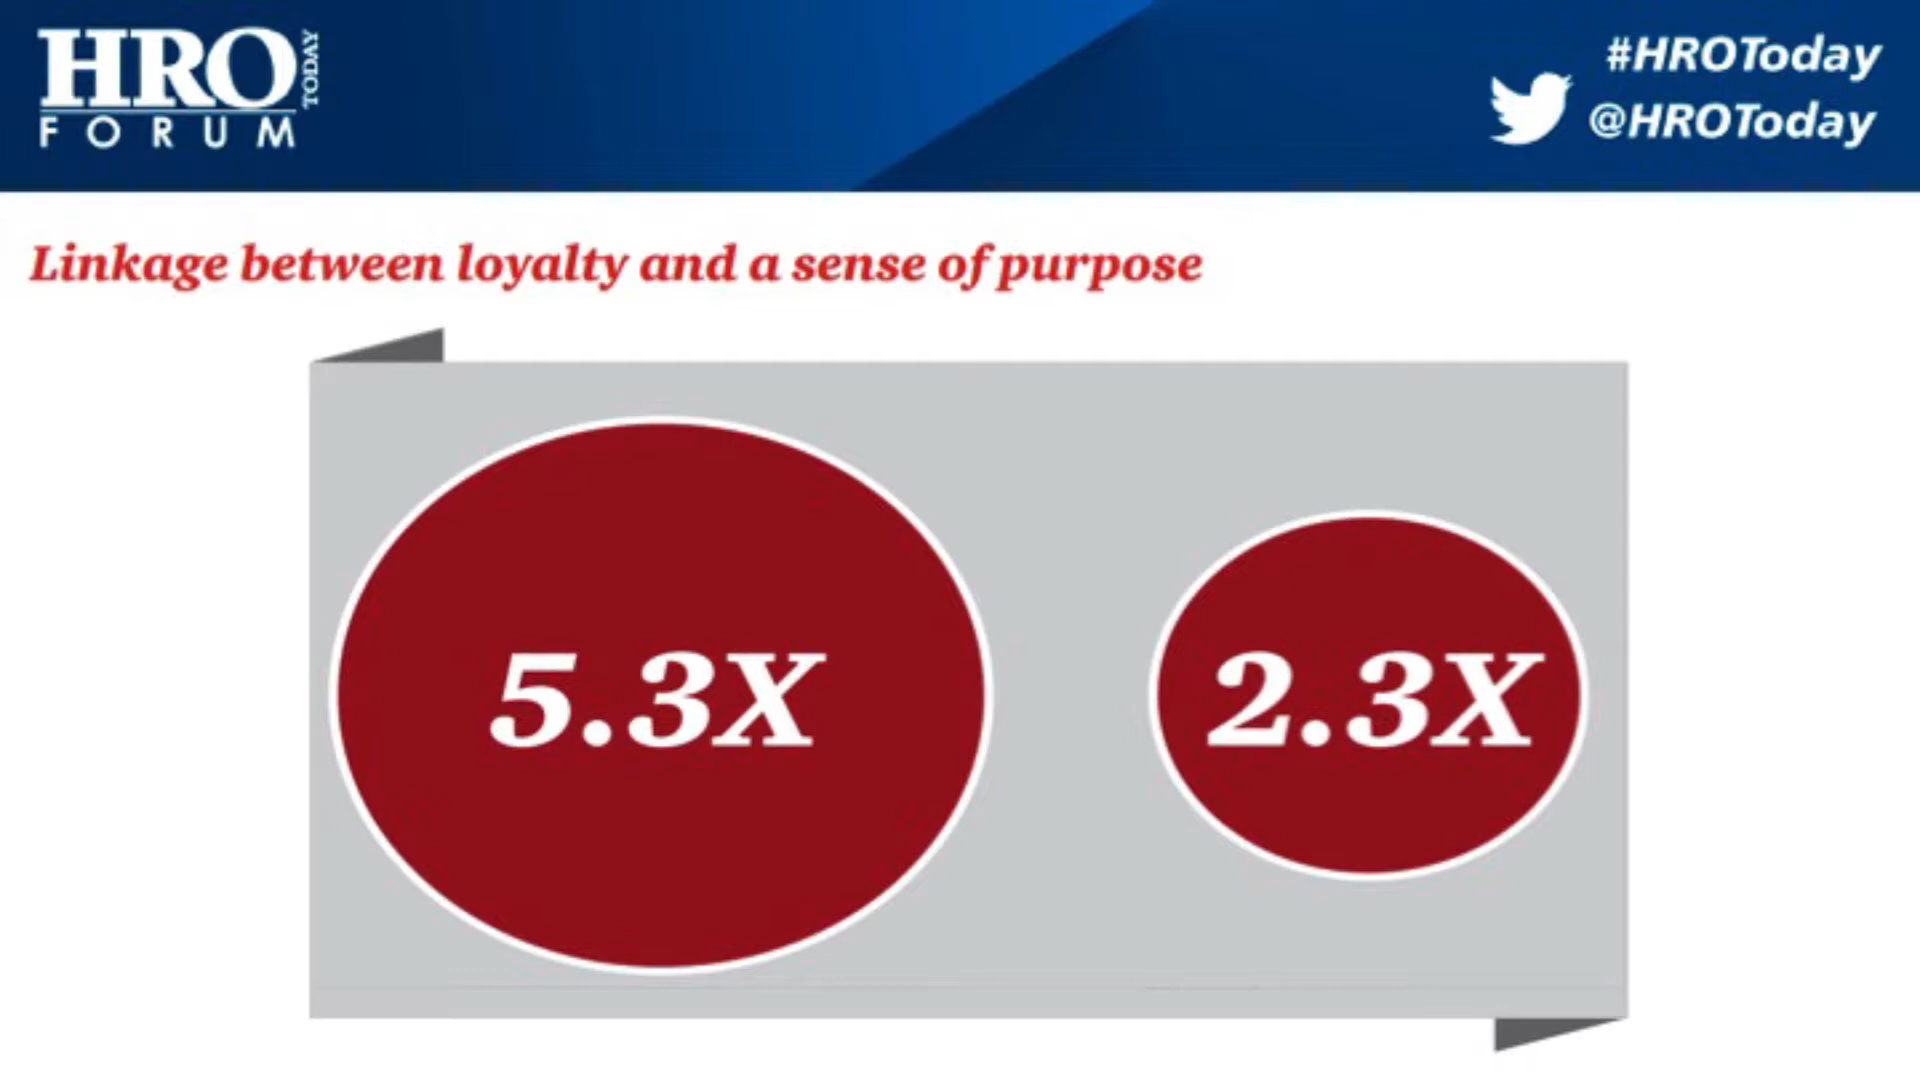 HRO TODAY
FORUM
#HROToday
@HROToday
Linkage between loyalty and a sense of purpose
5.3X
2.3X